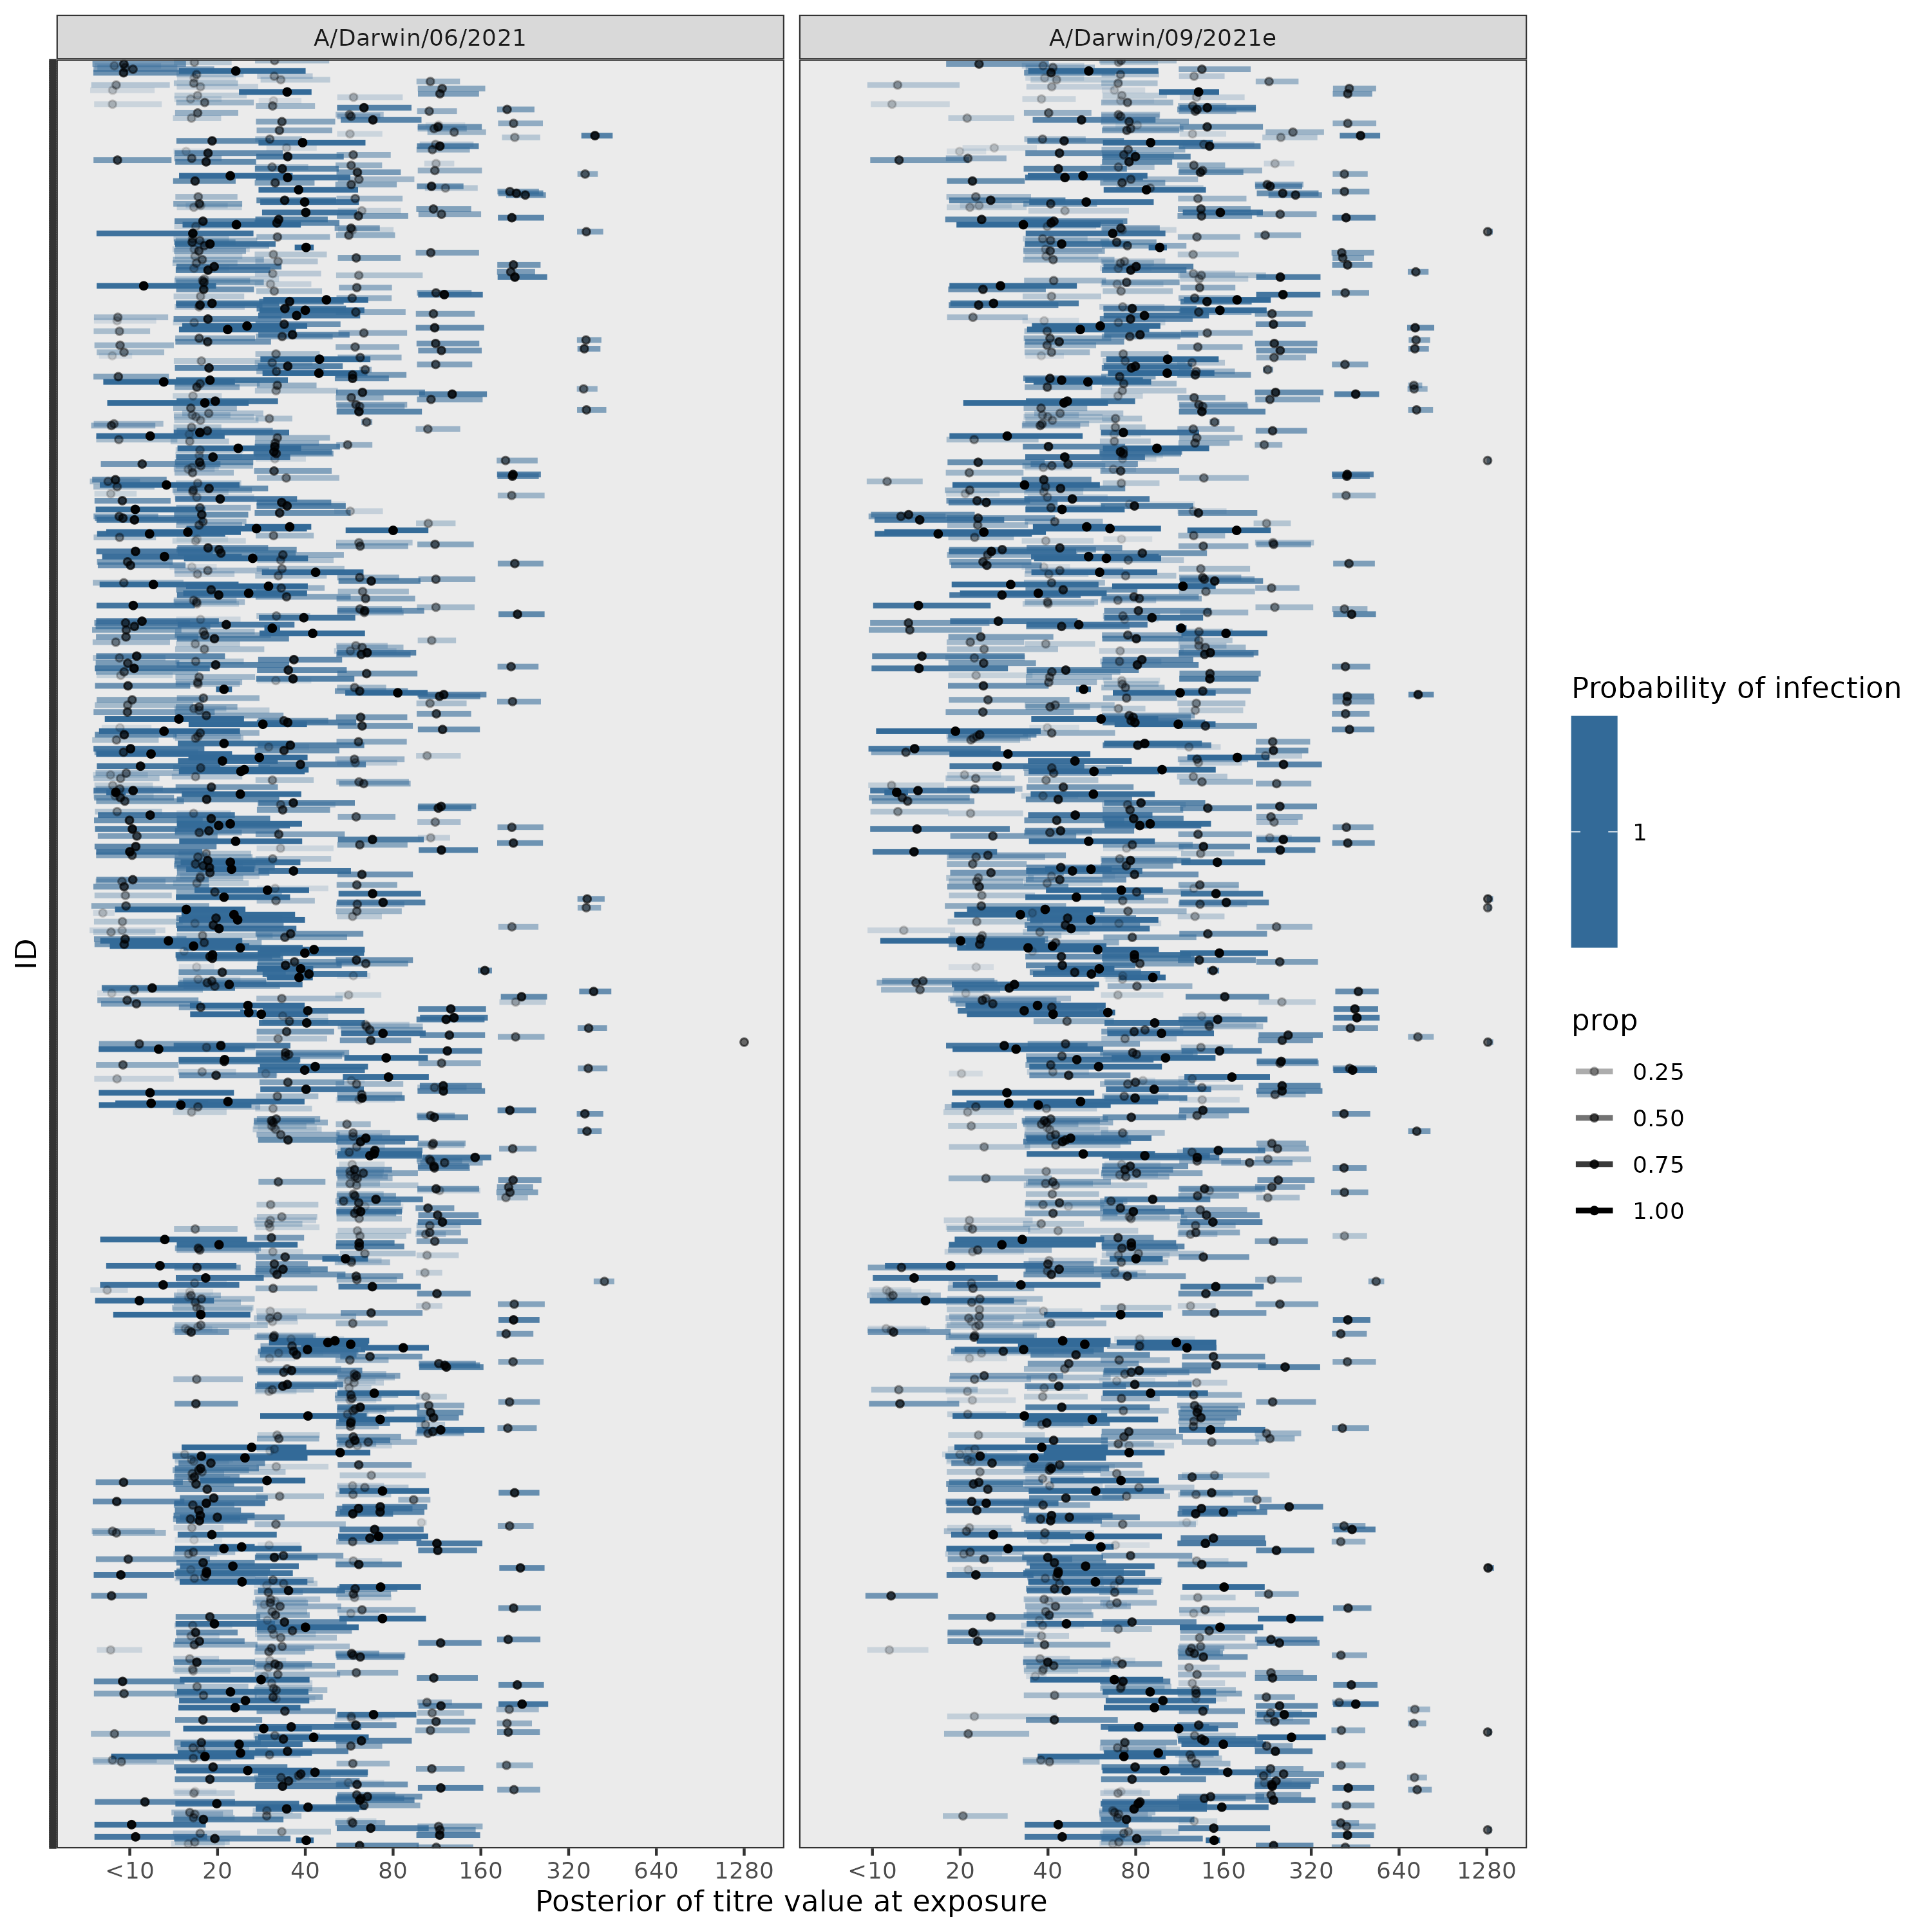 A/Darwin/06/2021
A/Darwin/09/2021e
ID
<10 20 40 80 160 320 640 1280
<10 20 40 80 160 320 640 1280
Posterior of titre value at exposure
Probability of infection
1
prop
0.25
0.50
0.75
1.00